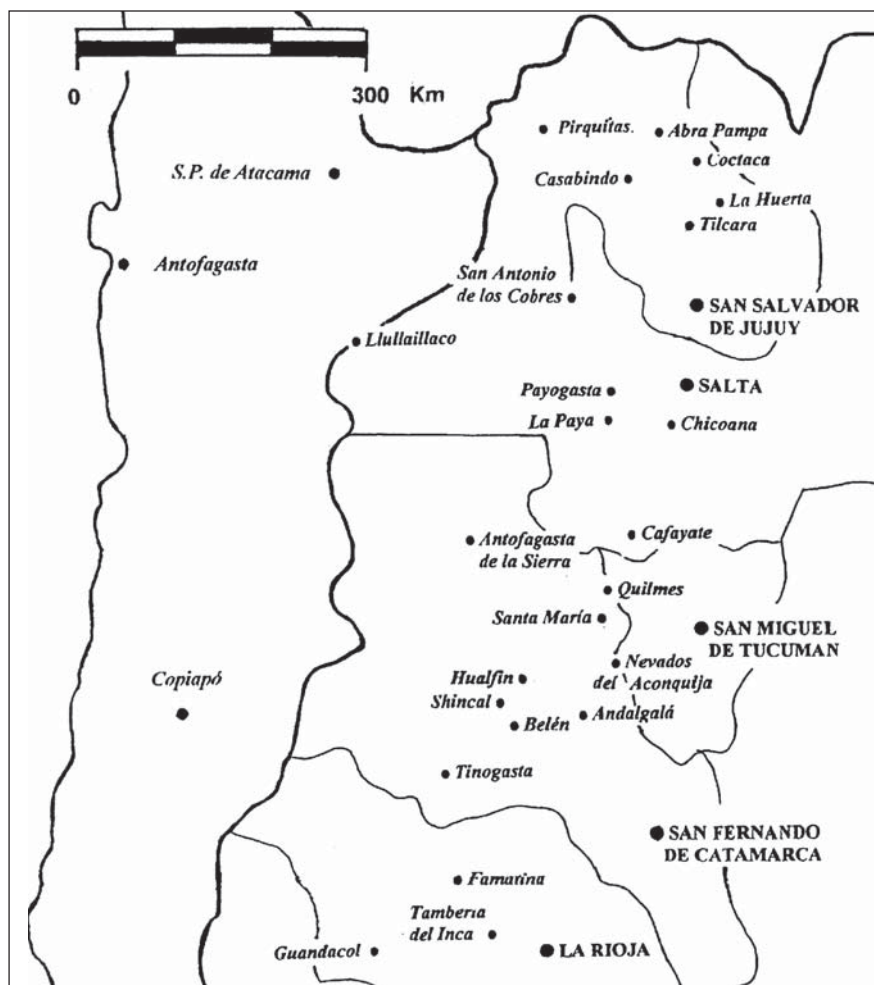 0 300 Km
Pirquitas.
Abra Pampa
Coctaca
S.P. de Atacama
Casabindo
La Huerta
Tilcara
Antofagasta
San Antonio
de los Cobres
SAN SALVADOR
DE JUJUY
Llullaillaco
Payogasta
SALTA
La Paya
Chicoana
Antofagasta
de la Sierra
Cafayate
Quilmes
Santa María
SAN MIGUEL
DE TUCUMAN
Nevados
del Aconquija
Copiapó
Hualfin
Shincal
Belén
Andalgalá
Tinogasta
SAN FERNANDO
DE CATAMARCA
Famatina
Tambería
del Inca
Guandacol
LA RIOJA